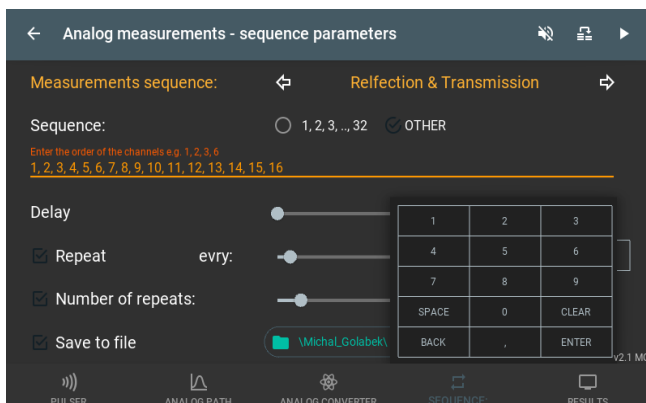 Analog measurements - sequence parameters
Measurements sequence: Relfection & Transmission
Sequence: 1, 2, 3, .., 32 OTHER
Enter the order of the channels e.g. 1, 2, 3, 6
1, 2, 3, 4, 5, 6, 7, 8, 9, 10, 11, 12, 13, 14, 15, 16
Delay
1 2 3
Repeat evry:
4 5 6
7 8 9
Number of repeats:
SPACE 0 CLEAR
Save to file \Michal_Golabek\
BACK , ENTER
v2.1
PULSER ANALOG PATH ANALOG CONVERTER SEQUENCE: RESULTS